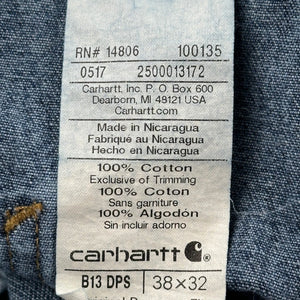 RN# 14806 100135
0517 2500013172
Carhartt, Inc. P.O. Box 600
Dearborn, MI 48121 USA
Carhartt.com
Made in Nicaragua
Fabriqué au Nicaragua
Hecho en Nicaragua
100% Cotton
Exclusive of Trimming
100% Coton
Sans garniture
100% Algodón
Sin incluir adorno
carhartt
B13 DPS 38×32